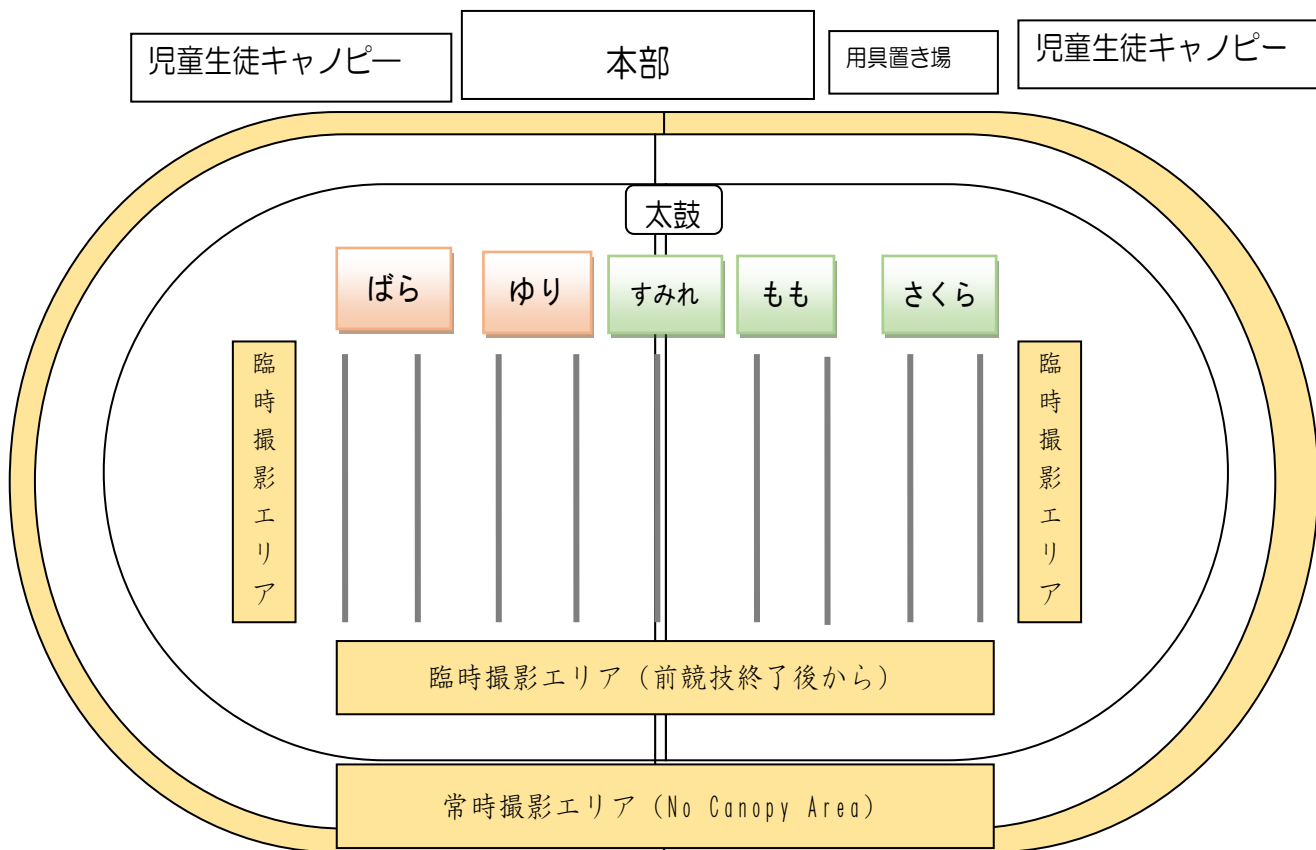 児童生徒キャノピー
本部
用具置き場
児童生徒キャノピー
太鼓
ばら
ゆり
すみれ
もも
さくら
臨時撮影エリア
臨時撮影エリア
臨時撮影エリア（前競技終了後から）
常時撮影エリア（No Canopy Area）